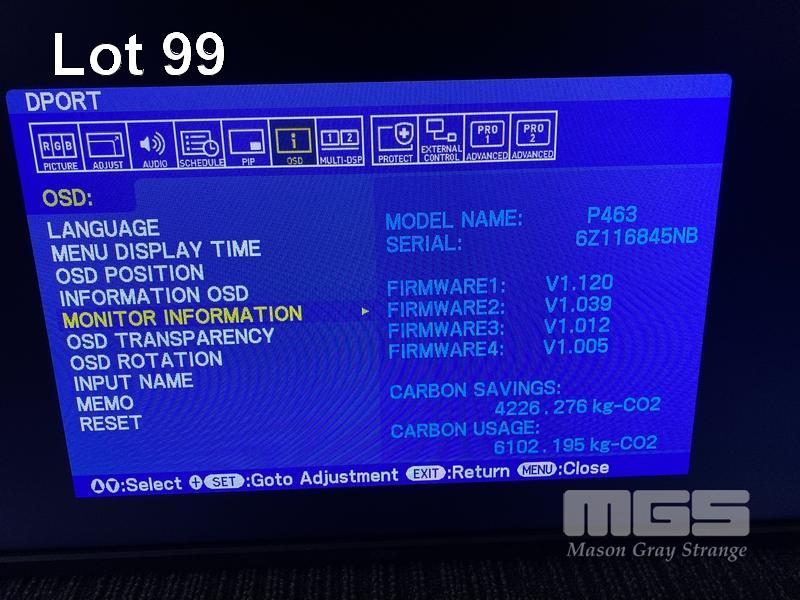 Lot 99
DPORT
RGB
PICTURE
ADJUST
AUDIO
SCHEDULE
PIP
i
OSD
1 2
MULTI-DSP
PROTECT
EXTERNAL
CONTROL
PRO
1
ADVANCED
PRO
2
ADVANCED
OSD:
LANGUAGE
MENU DISPLAY TIME
OSD POSITION
INFORMATION OSD
MONITOR INFORMATION
OSD TRANSPARENCY
OSD ROTATION
INPUT NAME
MEMO
RESET
MODEL NAME: P463
SERIAL: 6Z116845NB
FIRMWARE1: V1.120
FIRMWARE2: V1.039
FIRMWARE3: V1.012
FIRMWARE4: V1.005
CARBON SAVINGS:
4226.276 kg-CO2
CARBON USAGE:
6102.195 kg-CO2
:Select SET:Goto Adjustment EXIT:Return MENU:Close
MGS
Mason Gray Strange